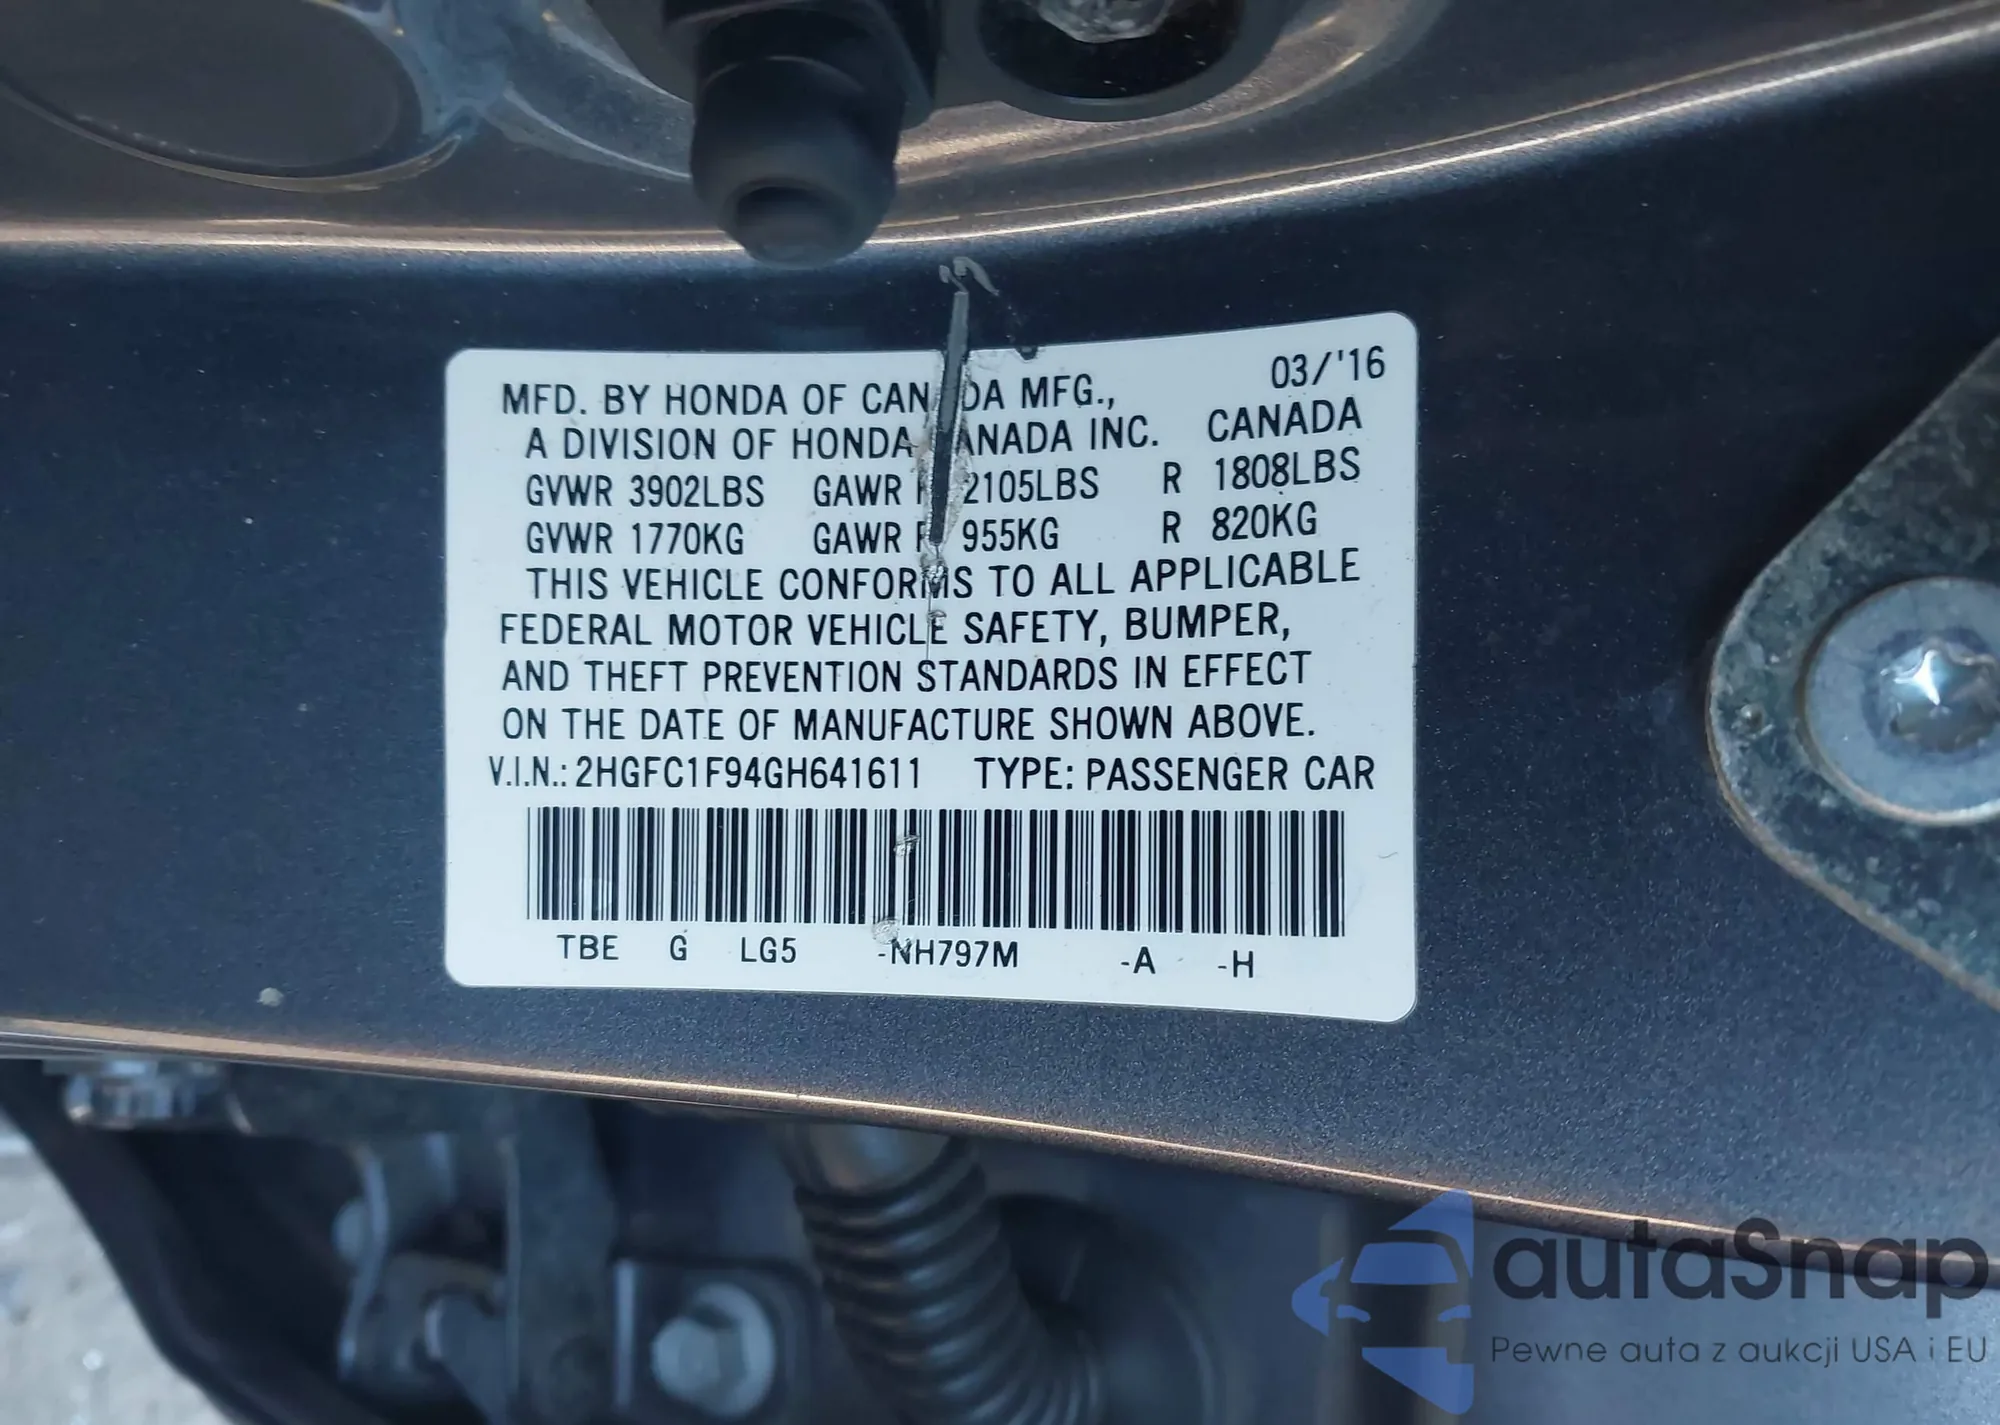 03/'16
MFD. BY HONDA OF CAN DA MFG.,
A DIVISION OF HONDA ANADA INC. CANADA
GVWR 3902LBS GAWR F 2105LBS R 1808LBS
GVWR 1770KG GAWR F 955KG R 820KG
THIS VEHICLE CONFORMS TO ALL APPLICABLE
FEDERAL MOTOR VEHICLE SAFETY, BUMPER,
AND THEFT PREVENTION STANDARDS IN EFFECT
ON THE DATE OF MANUFACTURE SHOWN ABOVE.
V.I.N.: 2HGFC1F94GH641611 TYPE: PASSENGER CAR
TBE G LG5 -NH797M -A -H
autaSnap
Pewne auta z aukcji USA i EU